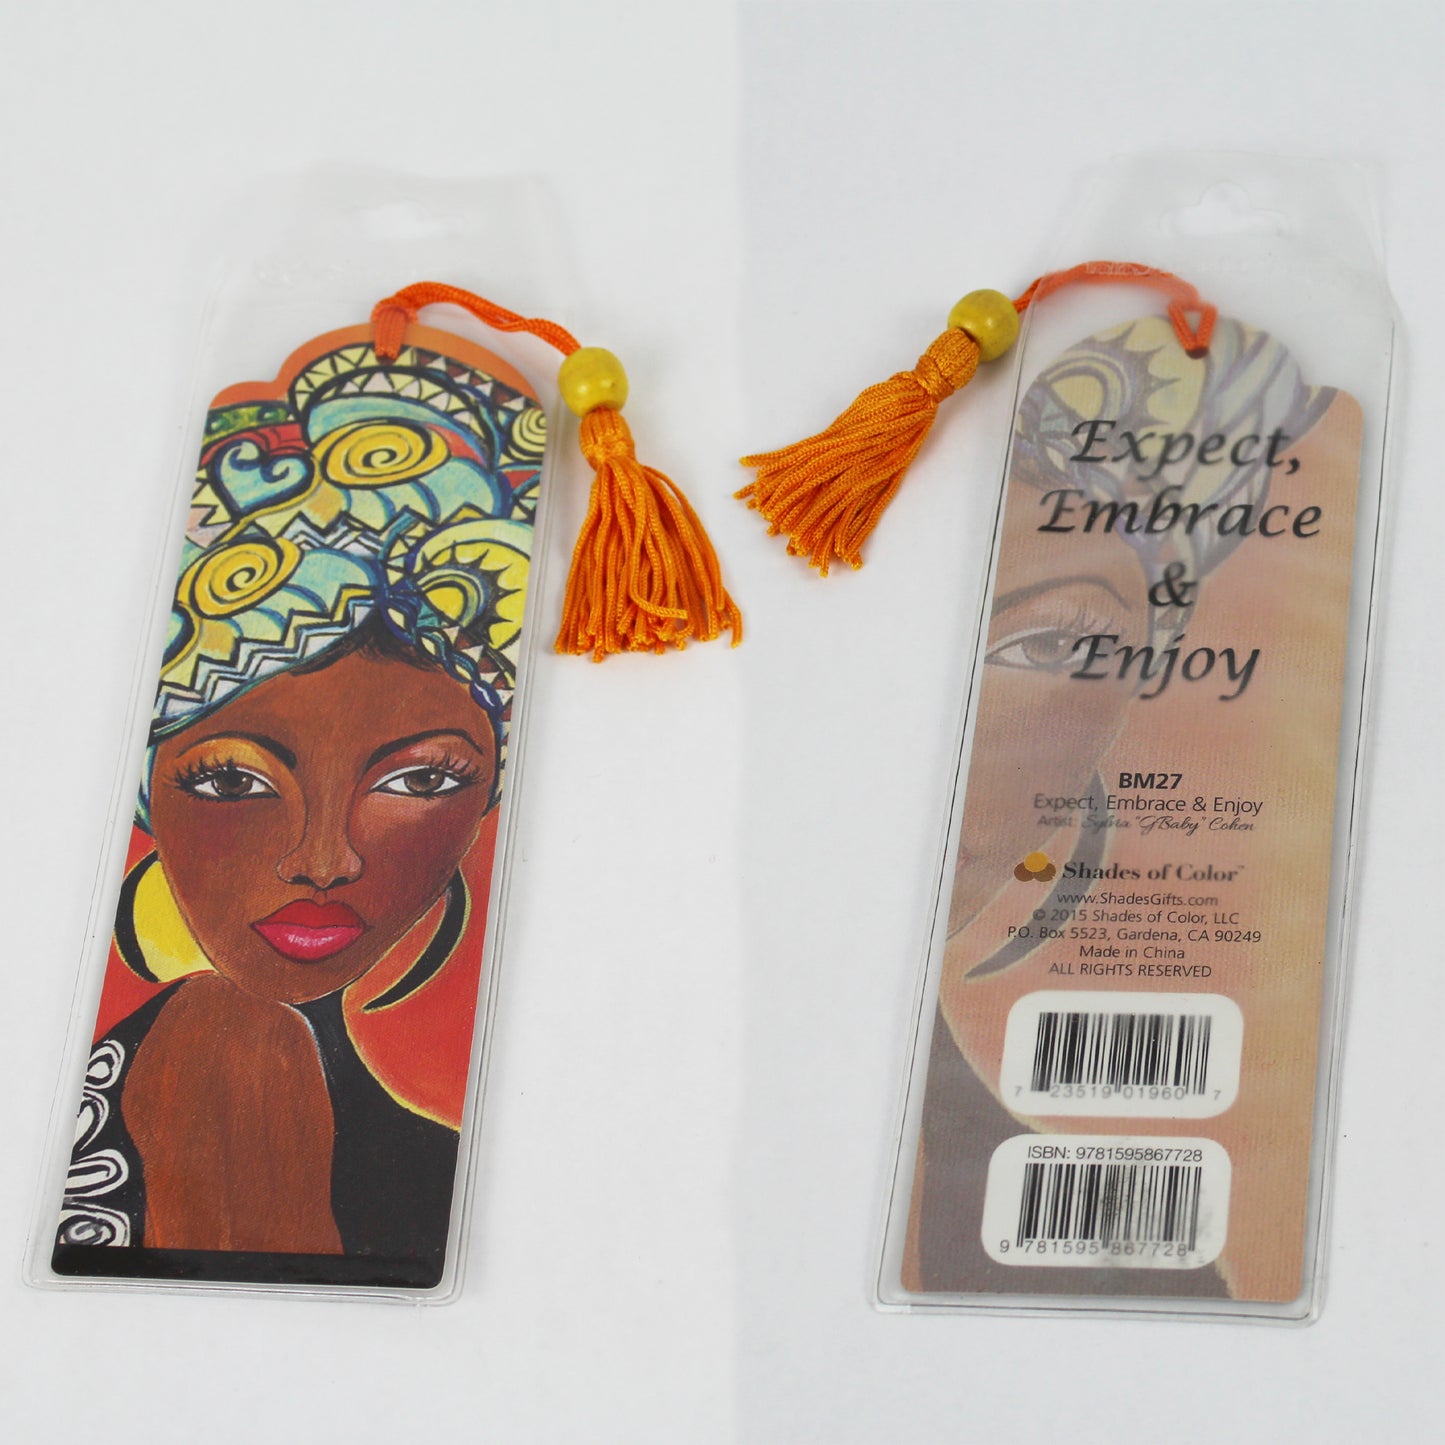 Expect,
Embrace
&
Enjoy
BM27
Expect, Embrace & Enjoy
Artist: Sylvia "GBaby" Cohen
Shades of Color™
www.ShadesGifts.com
© 2015 Shades of Color, LLC
P.O. Box 5523, Gardena, CA 90249
Made in China
ALL RIGHTS RESERVED
7 23519 01960 7
ISBN: 9781595867728
9 781595 867728